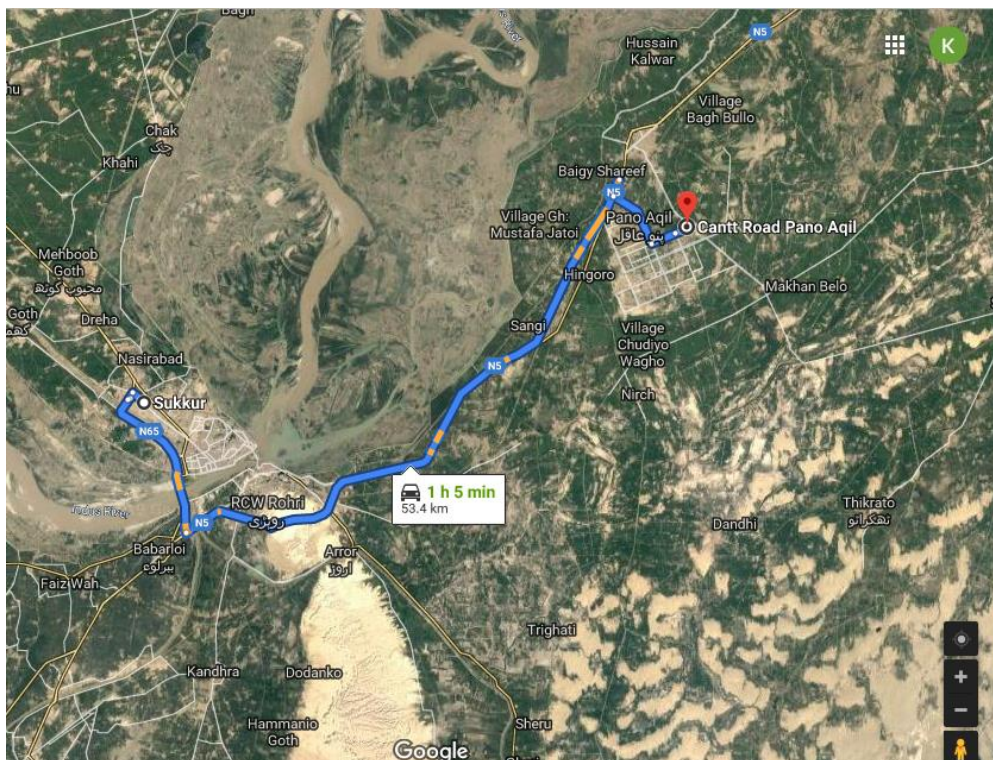 Bagh
N5
K
Hussain
Kalwar
Village
Bagh Bullo
Chak
چک
Khahi
Baigy Shareef
N5
Village Gh:
Mustafa Jatoi
Pano Aqil
پنو عاقل
Cantt Road Pano Aqil
Mehboob
Goth
محبوب گوٹھ
Hingoro
Makhan Belo
Goth
Dreha
Sangi
Village
Chudiyo
Wagho
Nasirabad
N5
Nirch
Sukkur
N65
1 h 5 min
53.4 km
RCW Rohri
روہڑی
Indus River
N5
Thikrato
ٹھکراٹو
Dandhi
Babarloi
ببرلوء
Arror
اروڑ
Faiz Wah
Trighati
Kandhra
Dodanko
Hammanio
Goth
Sheru
Google